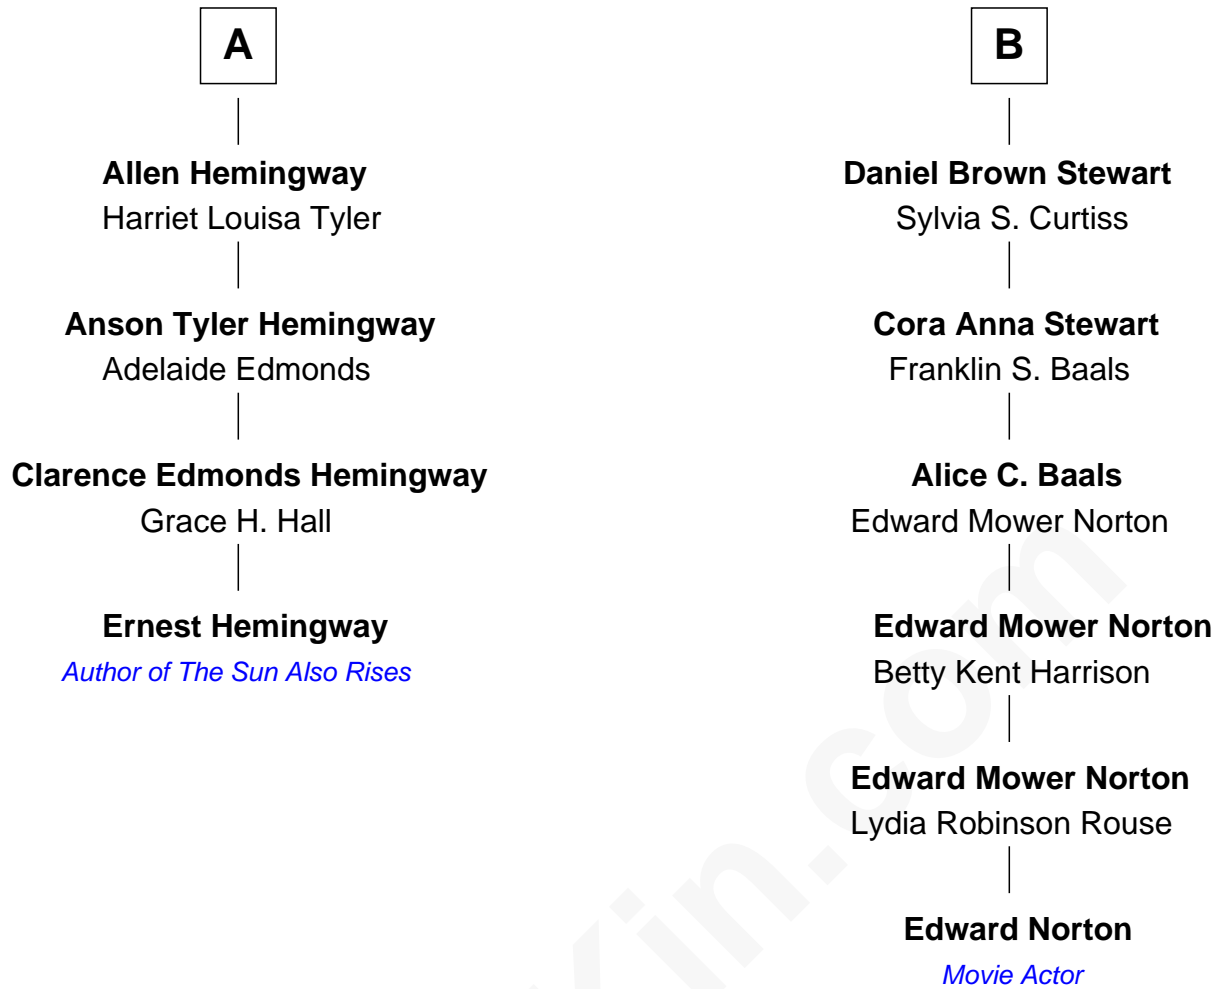 A
Allen Hemingway
Harriet Louisa Tyler
Anson Tyler Hemingway
Adelaide Edmonds
Clarence Edmonds Hemingway
Grace H. Hall
Ernest Hemingway
Author of The Sun Also Rises
B
Daniel Brown Stewart
Sylvia S. Curtiss
Cora Anna Stewart
Franklin S. Baals
Alice C. Baals
Edward Mower Norton
Edward Mower Norton
Betty Kent Harrison
Edward Mower Norton
Lydia Robinson Rouse
Edward Norton
Movie Actor